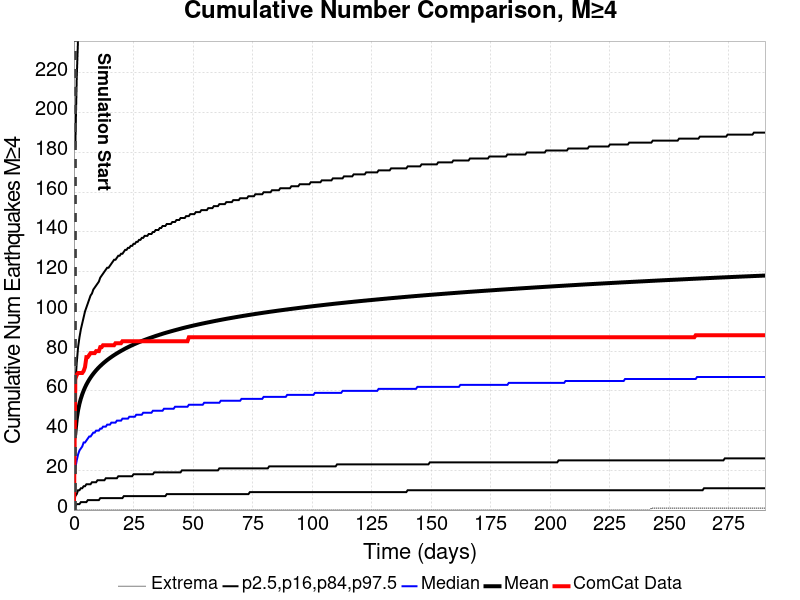 Cumulative Number Comparison, M≥4
Cumulative Num Earthquakes M≥4
220
200
180
160
140
120
100
80
60
40
20
0
Simulation Start
0 25 50 75 100 125 150 175 200 225 250 275
Time (days)
Extrema p2.5,p16,p84,p97.5 Median Mean ComCat Data